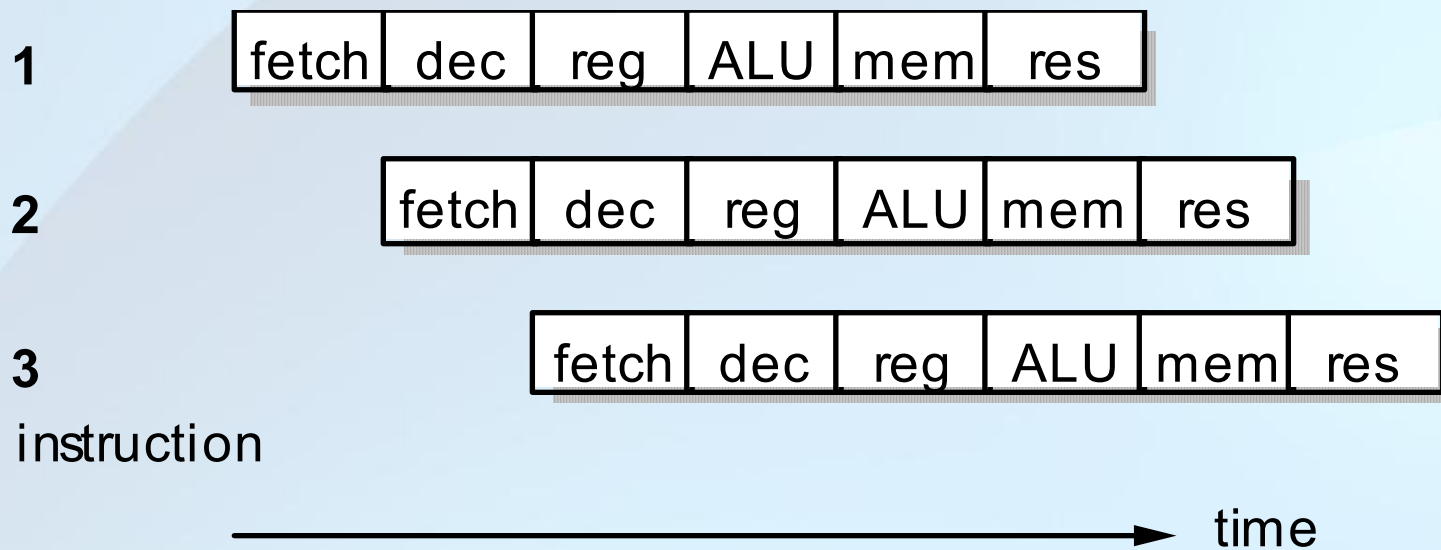 1 fetch dec reg ALU mem res
2 fetch dec reg ALU mem res
3 fetch dec reg ALU mem res
instruction
time